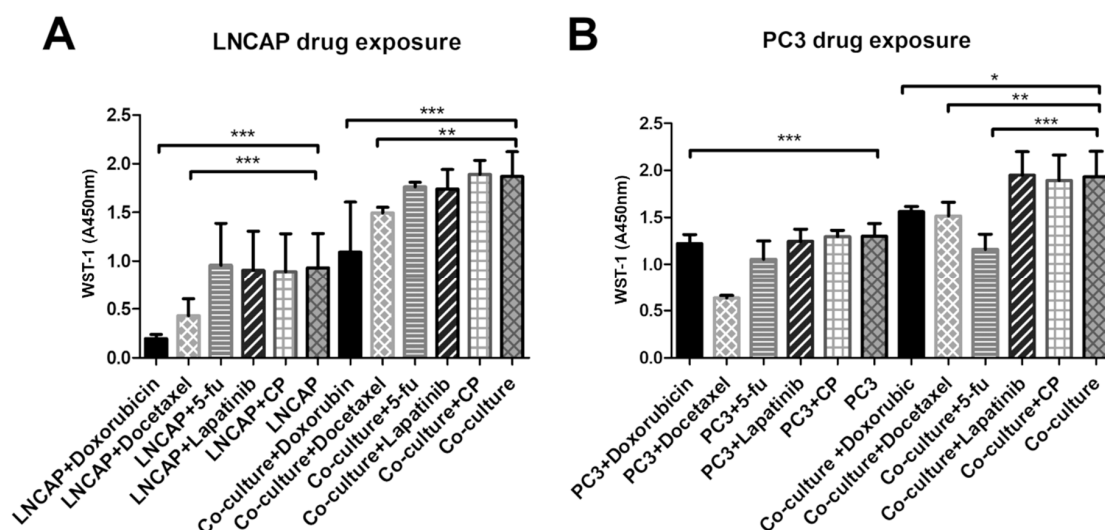 A
LNCAP drug exposure
WST-1 (A450nm)
2.5
2.0
1.5
1.0
0.5
0.0
***
***
***
**
LNCAP+Doxorubicin
LNCAP+Docetaxel
LNCAP+5-fu
LNCAP+Lapatinib
LNCAP+CP
LNCAP
Co-culture+Doxorubin
Co-culture+Docetaxel
Co-culture+5-fu
Co-culture+Lapatinib
Co-culture+CP
Co-culture
B
PC3 drug exposure
WST-1 (A450nm)
2.5
2.0
1.5
1.0
0.5
0.0
*
**
***
***
PC3+Doxorubicin
PC3+Docetaxel
PC3+5-fu
PC3+Lapatinib
PC3+CP
PC3
Co-culture +Doxorubic
Co-culture+Docetaxel
Co-culture+5-fu
Co-culture+Lapatinib
Co-culture+CP
Co-culture